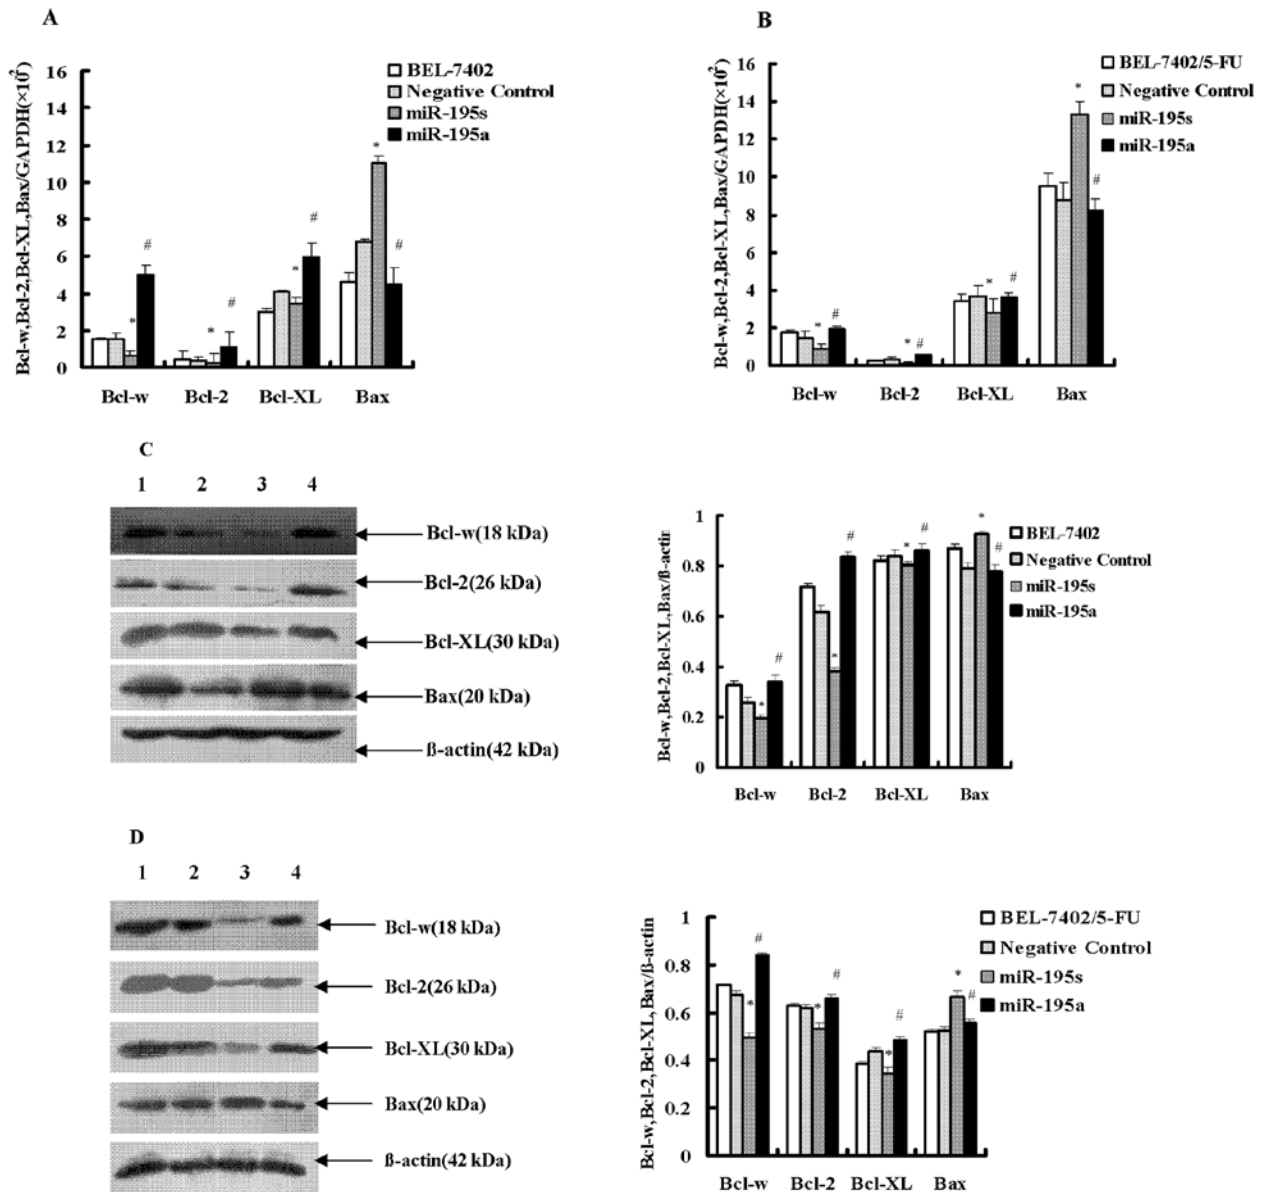 A
Bcl-w,Bcl-2,Bcl-XL,Bax/GAPDH(×10²)
16
14
12
10
8
6
4
2
0
BEL-7402
Negative Control
miR-195s
miR-195a
* # * # * # * #
Bcl-w Bcl-2 Bcl-XL Bax
B
Bcl-w,Bcl-2,Bcl-XL,Bax/GAPDH(×10²)
16
14
12
10
8
6
4
2
0
BEL-7402/5-FU
Negative Control
miR-195s
miR-195a
* # * # * # * #
Bcl-w Bcl-2 Bcl-XL Bax
C
1 2 3 4
Bcl-w(18 kDa)
Bcl-2(26 kDa)
Bcl-XL(30 kDa)
Bax(20 kDa)
ß-actin(42 kDa)
Bcl-w,Bcl-2,Bcl-XL,Bax/ß-actin
1
0.8
0.6
0.4
0.2
0
BEL-7402
Negative Control
miR-195s
miR-195a
* # * # * # * #
Bcl-w Bcl-2 Bcl-XL Bax
D
1 2 3 4
Bcl-w(18 kDa)
Bcl-2(26 kDa)
Bcl-XL(30 kDa)
Bax(20 kDa)
ß-actin(42 kDa)
Bcl-w,Bcl-2,Bcl-XL,Bax/ß-actin
1
0.8
0.6
0.4
0.2
0
BEL-7402/5-FU
Negative Control
miR-195s
miR-195a
* # * # * # * #
Bcl-w Bcl-2 Bcl-XL Bax